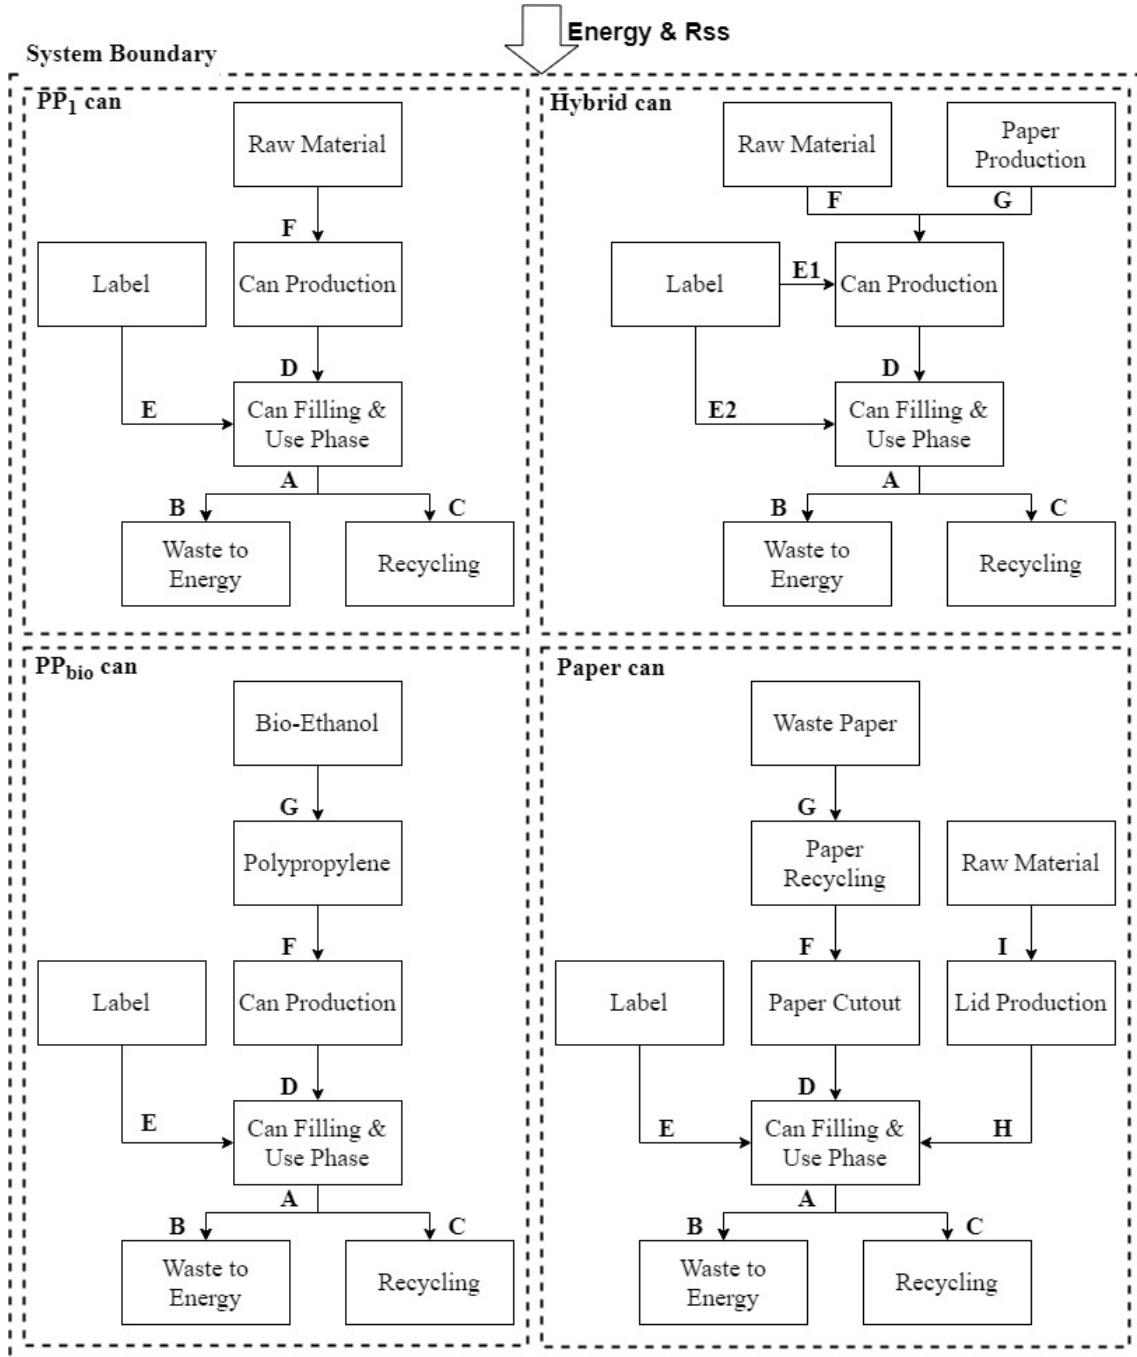 Energy & Rss
System Boundary
PP1 can
Raw Material
F
Label
Can Production
D
E
Can Filling &
Use Phase
A
B
C
Waste to
Energy
Recycling
Hybrid can
Raw Material
Paper
Production
F
G
Label
E1
Can Production
D
E2
Can Filling &
Use Phase
A
B
C
Waste to
Energy
Recycling
PPbio can
Bio-Ethanol
G
Polypropylene
F
Label
Can Production
D
E
Can Filling &
Use Phase
A
B
C
Waste to
Energy
Recycling
Paper can
Waste Paper
G
Paper
Recycling
Raw Material
F
I
Label
Paper Cutout
Lid Production
D
E
Can Filling &
Use Phase
H
A
B
C
Waste to
Energy
Recycling